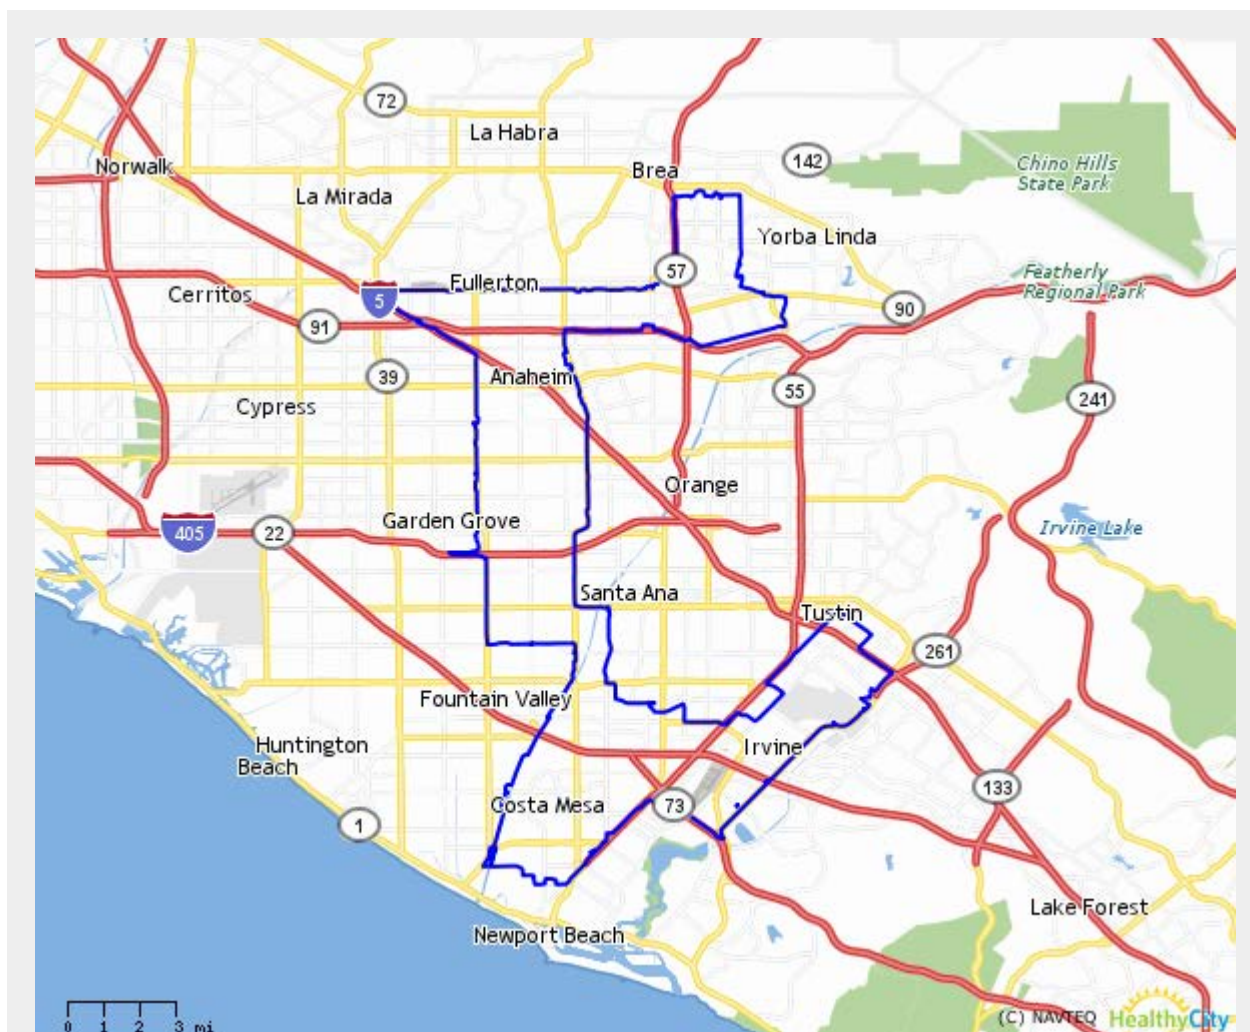 72
La Habra
Norwalk
Brea
142
Chino Hills
State Park
La Mirada
Yorba Linda
57
Featherly
Regional Park
Fullerton
Cerritos
5
90
91
39
Anaheim
55
241
Cypress
Orange
Garden Grove
405
22
Irvine Lake
Santa Ana
Tustin
261
Fountain Valley
Huntington
Beach
Irvine
133
Costa Mesa
73
1
Lake Forest
Newport Beach
0 1 2 3 mi
(C) NAVTEQ
HealthyCity